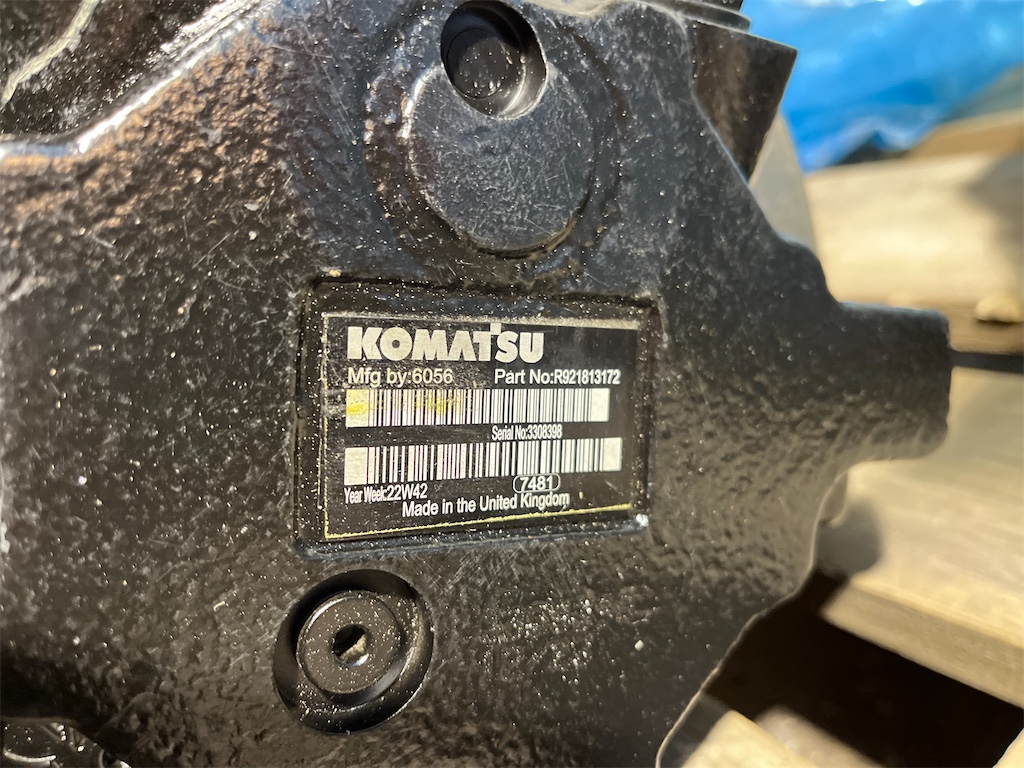 KOMATSU
Mfg by:6056 Part No:R921813172
Serial No:3308398
Year Week:22W42 7481
Made in the United Kingdom